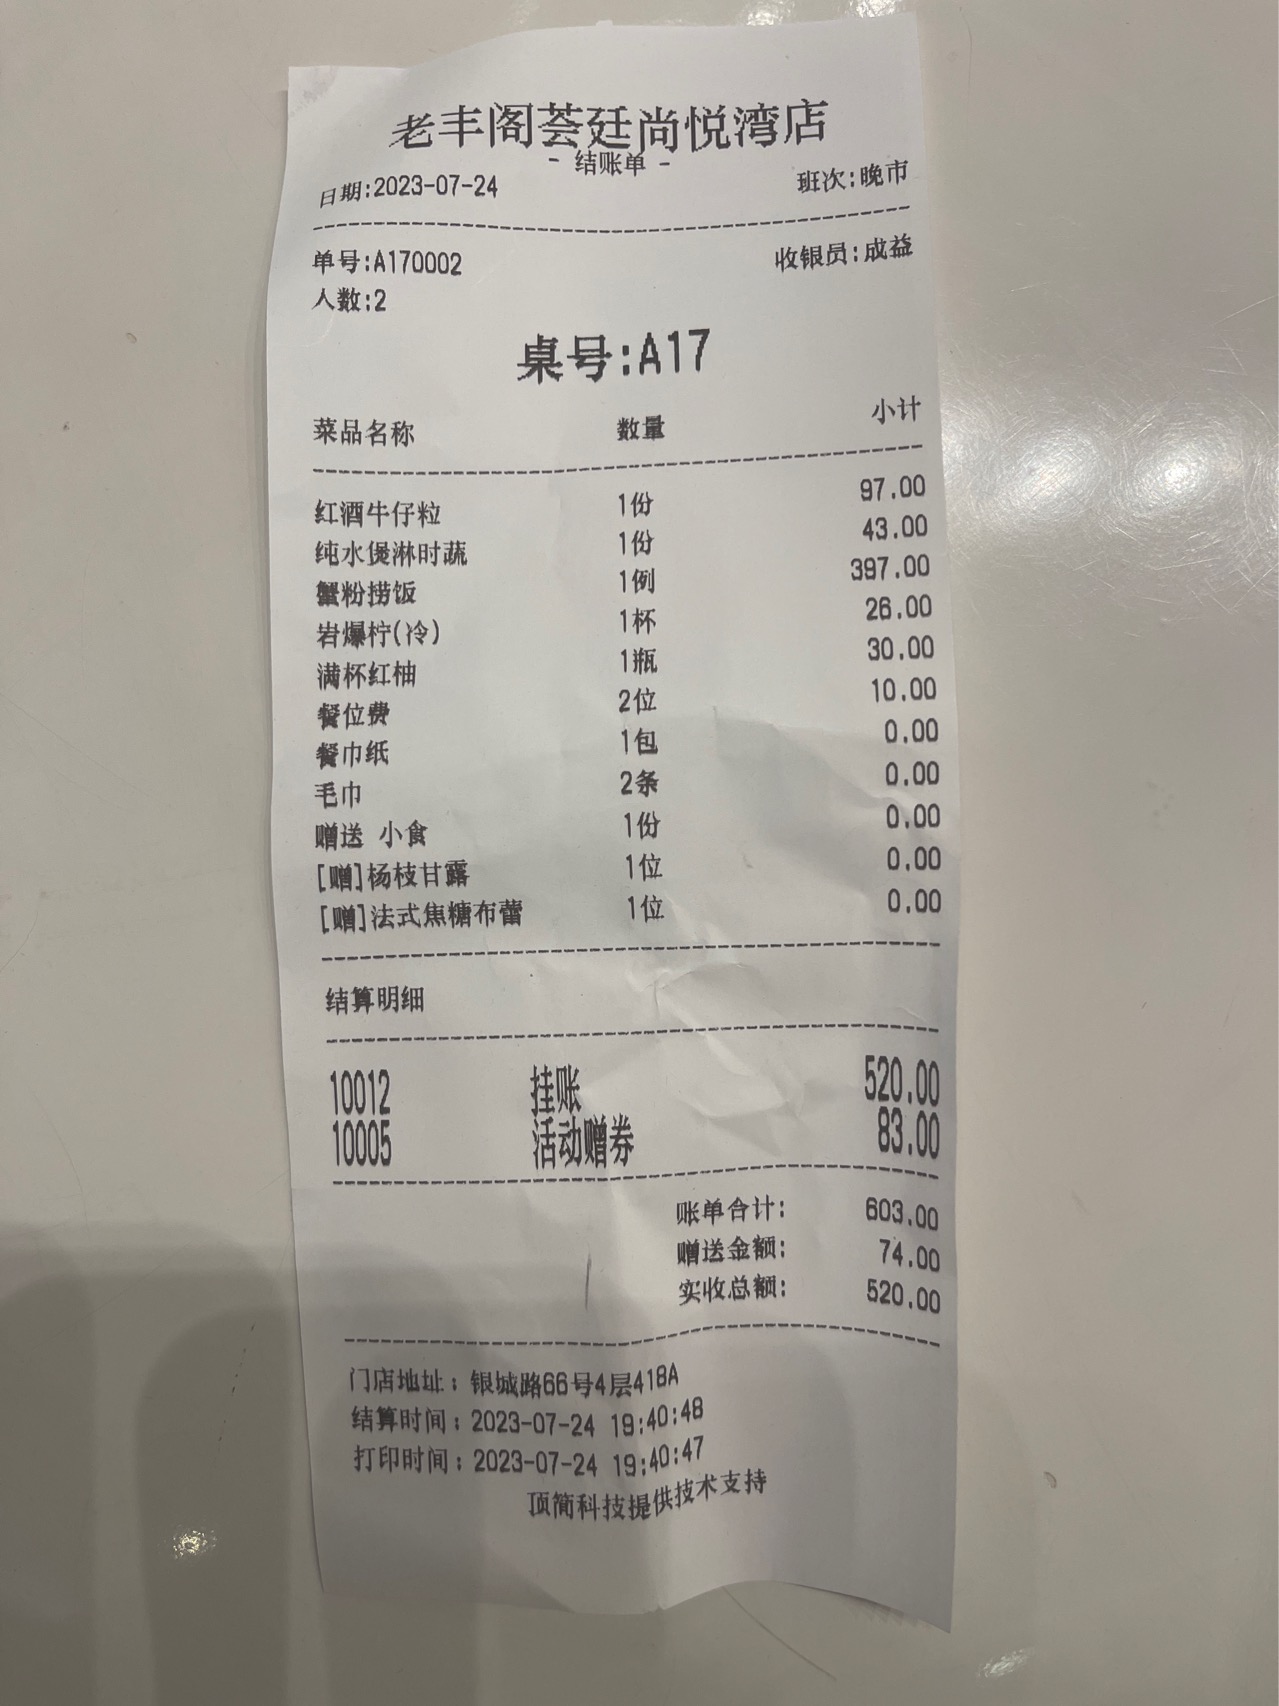 老丰阁荟廷尚悦湾店
- 结账单 -
日期:2023-07-24 班次:晚市
单号:A170002 收银员:成益
人数:2
桌号:A17
菜品名称 数量 小计
红酒牛仔粒 1份 97.00
纯水煲淋时蔬 1份 43.00
蟹粉捞饭 1例 397.00
岩爆柠(冷) 1杯 26.00
满杯红柚 1瓶 30.00
餐位费 2位 10.00
餐巾纸 1包 0.00
毛巾 2条 0.00
赠送 小食 1份 0.00
[赠]杨枝甘露 1位 0.00
[赠]法式焦糖布蕾 1位 0.00
结算明细
10012 挂账 520.00
10005 活动赠券 83.00
账单合计: 603.00
赠送金额: 74.00
实收总额: 520.00
门店地址：银城路66号4层418A
结算时间：2023-07-24 19:40:48
打印时间：2023-07-24 19:40:47
顶简科技提供技术支持